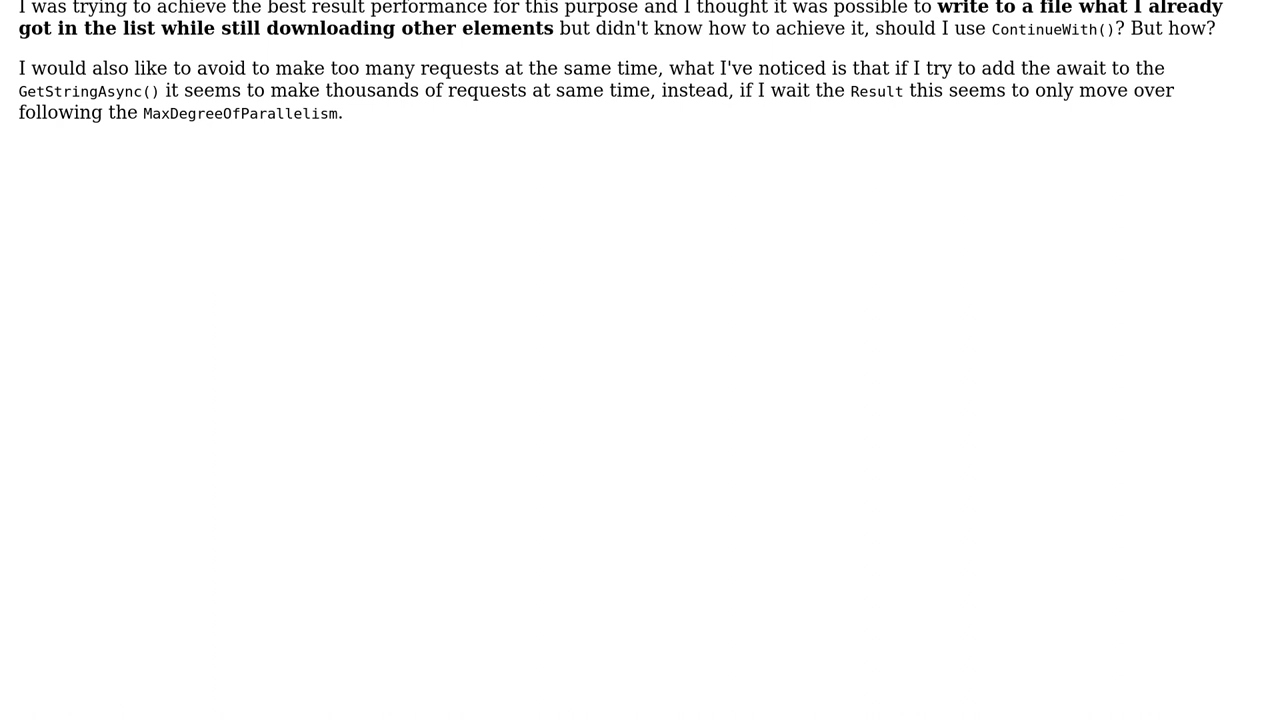 I was trying to achieve the best result performance for this purpose and I thought it was possible to write to a file what I already
got in the list while still downloading other elements but didn't know how to achieve it, should I use ContinueWith()? But how?
I would also like to avoid to make too many requests at the same time, what I've noticed is that if I try to add the await to the
GetStringAsync() it seems to make thousands of requests at same time, instead, if I wait the Result this seems to only move over
following the MaxDegreeOfParallelism.